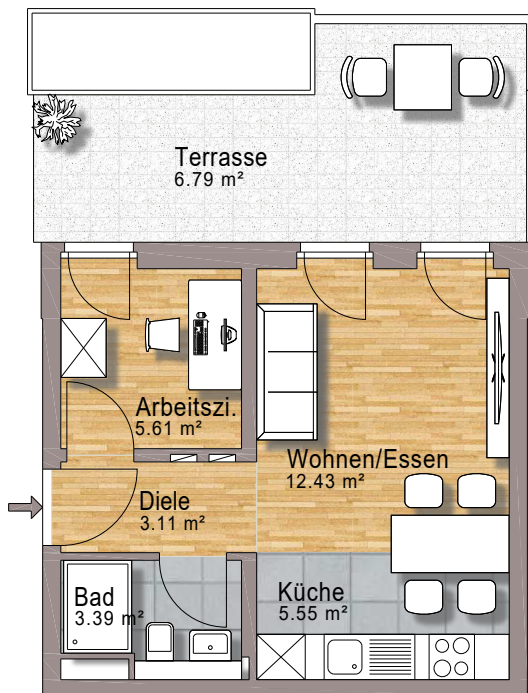 Terrasse
6.79 m²
Arbeitszi.
5.61 m²
Wohnen/Essen
12.43 m²
Diele
3.11 m²
Bad
3.39 m²
Küche
5.55 m²